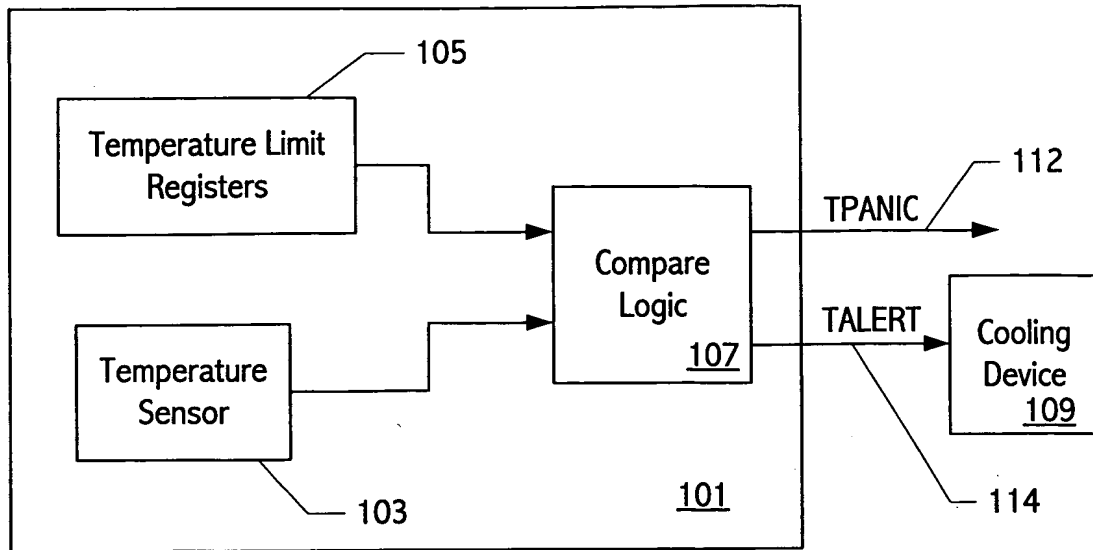 105
Temperature Limit
Registers
112
TPANIC
Compare
Logic
107
TALERT
Cooling
Device
109
Temperature
Sensor
103
101
114